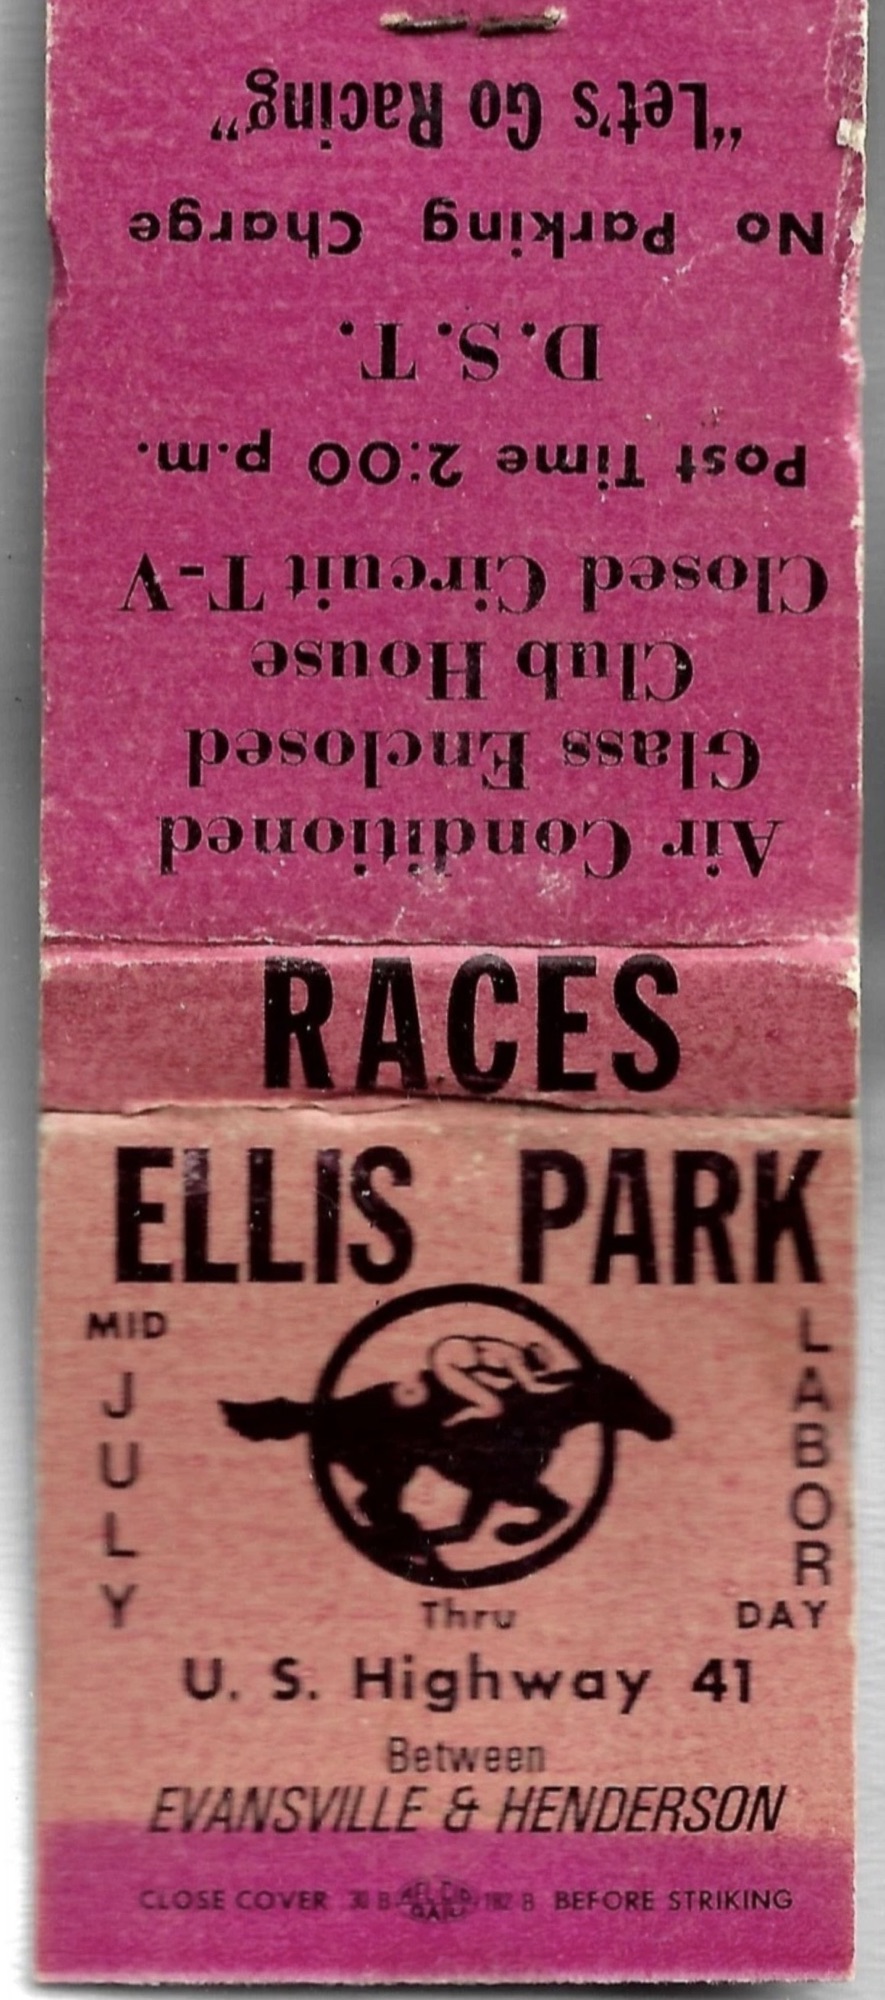 RACES
ELLIS PARK
MID JULY
Thru
LABOR DAY
U. S. Highway 41
Between
EVANSVILLE & HENDERSON
CLOSE COVER BEFORE STRIKING
Air Conditioned
Glass Enclosed
Club House
Closed Circuit T-V
Post Time 2:00 p.m.
D.S.T.
No Parking Charge
“Let's Go Racing”